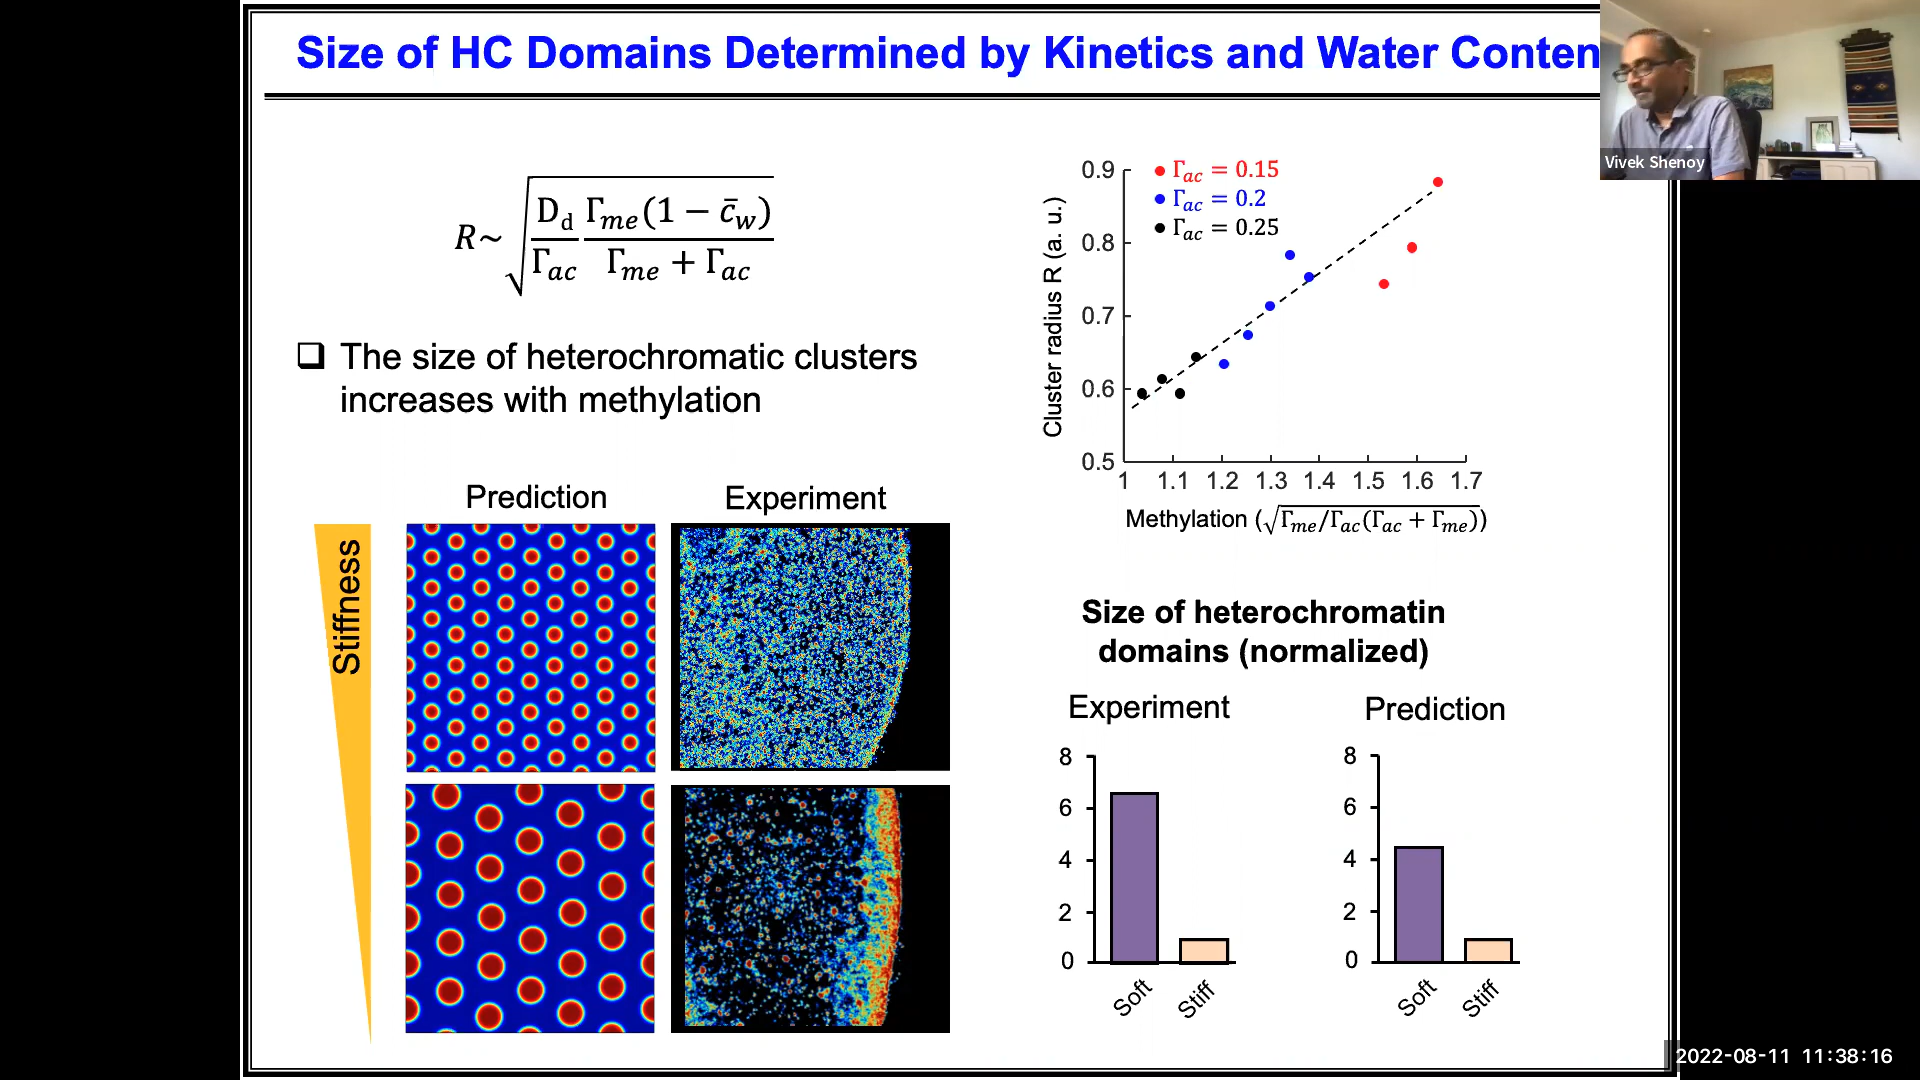 Size of HC Domains Determined by Kinetics and Water Conten
Vivek Shenoy
R~ √(D_d/Γ_ac · Γ_me(1 − c̄_w)/(Γ_me + Γ_ac))
❑ The size of heterochromatic clusters
increases with methylation
Γ_ac = 0.15
Γ_ac = 0.2
Γ_ac = 0.25
Cluster radius R (a. u.)
0.9
0.8
0.7
0.6
0.5
1 1.1 1.2 1.3 1.4 1.5 1.6 1.7
Methylation (√Γ_me/Γ_ac(Γ_ac + Γ_me))
Prediction
Experiment
Stiffness
Size of heterochromatin
domains (normalized)
Experiment
8
6
4
2
0
Soft Stiff
Prediction
8
6
4
2
0
Soft Stiff
2022-08-11 11:38:16